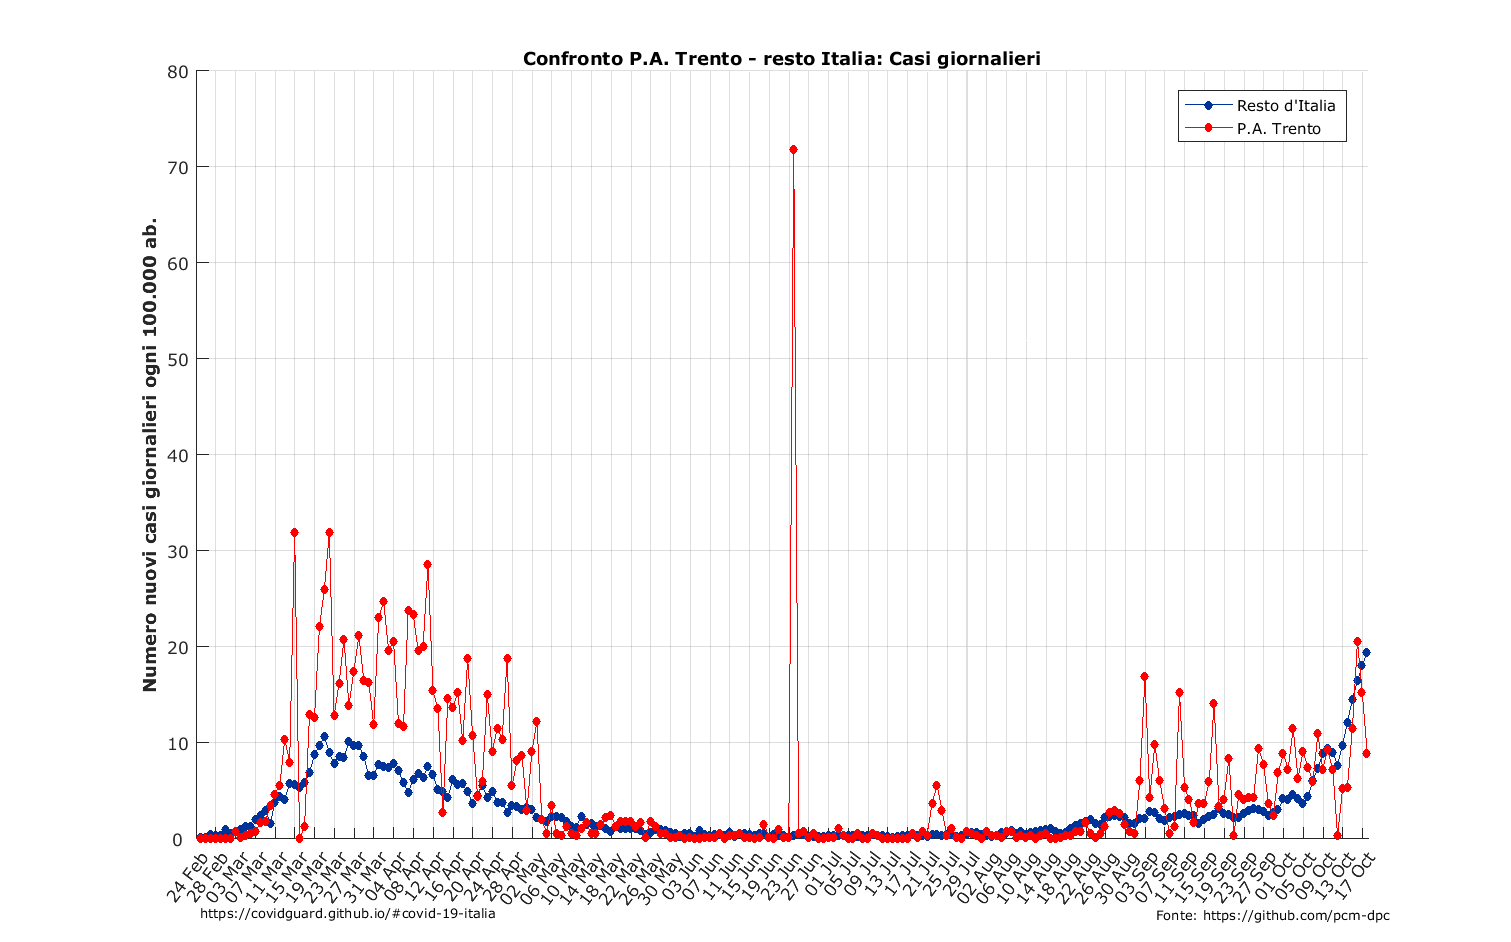 Confronto P.A. Trento - resto Italia: Casi giornalieri
Numero nuovi casi giornalieri ogni 100.000 ab.
80
70
60
50
40
30
20
10
0
Resto d'Italia
P.A. Trento
24 Feb
28 Feb
03 Mar
07 Mar
11 Mar
15 Mar
19 Mar
23 Mar
27 Mar
31 Mar
04 Apr
08 Apr
12 Apr
16 Apr
20 Apr
24 Apr
28 Apr
02 May
06 May
10 May
14 May
18 May
22 May
26 May
30 May
03 Jun
07 Jun
11 Jun
15 Jun
19 Jun
23 Jun
27 Jun
01 Jul
05 Jul
09 Jul
13 Jul
17 Jul
21 Jul
25 Jul
29 Jul
02 Aug
06 Aug
10 Aug
14 Aug
18 Aug
22 Aug
26 Aug
30 Aug
03 Sep
07 Sep
11 Sep
15 Sep
19 Sep
23 Sep
27 Sep
01 Oct
05 Oct
09 Oct
13 Oct
17 Oct
https://covidguard.github.io/#covid-19-italia
Fonte: https://github.com/pcm-dpc